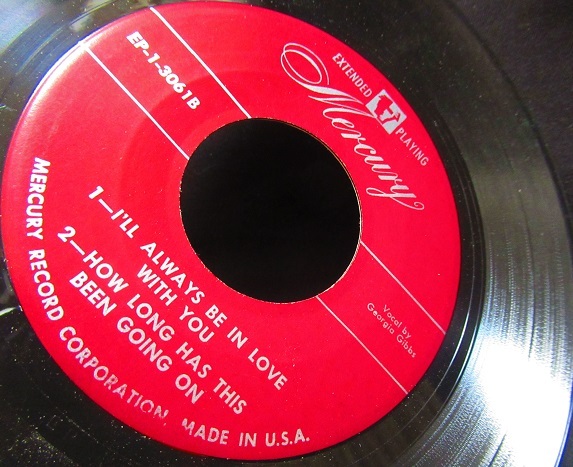 EXTENDED 7 PLAYING
Mercury
EP-1-3061B
Vocal by
Georgia Gibbs
1—I'LL ALWAYS BE IN LOVE
WITH YOU
2—HOW LONG HAS THIS
BEEN GOING ON
MERCURY RECORD CORPORATION, MADE IN U.S.A.